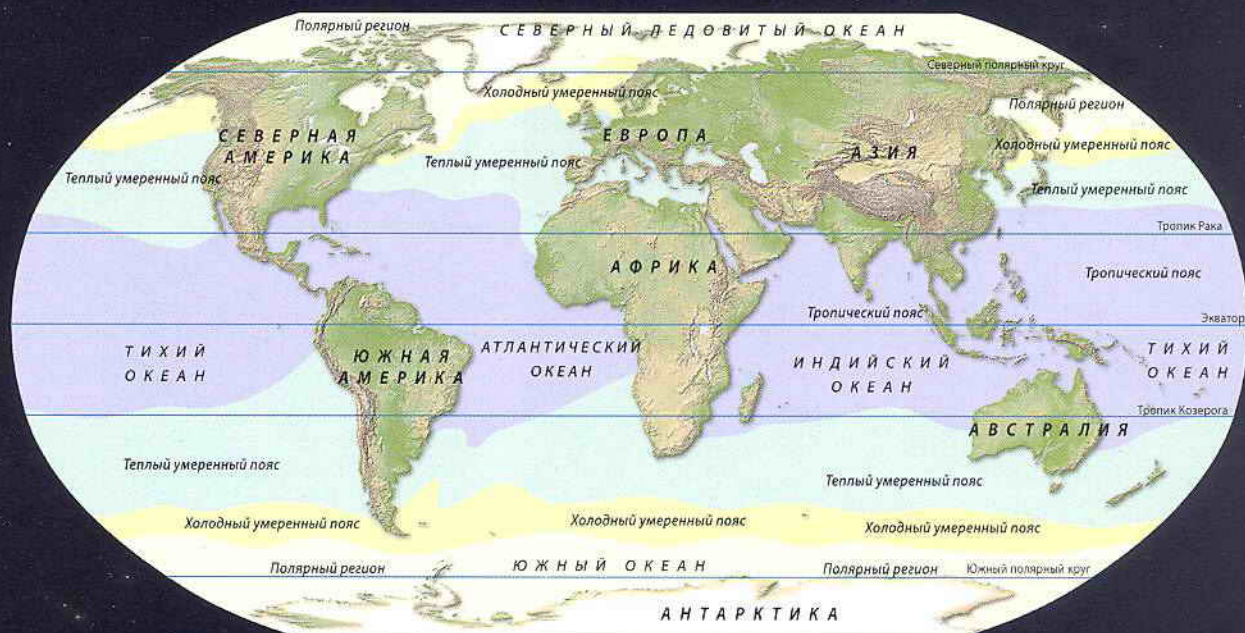 Полярный регион
СЕВЕРНЫЙ ЛЕДОВИТЫЙ ОКЕАН
Северный полярный круг
Холодный умеренный пояс
Полярный регион
СЕВЕРНАЯ
АМЕРИКА
ЕВРОПА
АЗИЯ
Холодный умеренный пояс
Теплый умеренный пояс
Теплый умеренный пояс
Теплый умеренный пояс
Тропик Рака
АФРИКА
Тропический пояс
Тропический пояс
Экватор
ТИХИЙ
ОКЕАН
ЮЖНАЯ
АМЕРИКА
АТЛАНТИЧЕСКИЙ
ОКЕАН
ИНДИЙСКИЙ
ОКЕАН
ТИХИЙ
ОКЕАН
Тропик Козерога
АВСТРАЛИЯ
Теплый умеренный пояс
Теплый умеренный пояс
Холодный умеренный пояс
Холодный умеренный пояс
Холодный умеренный пояс
Полярный регион
ЮЖНЫЙ ОКЕАН
Полярный регион
Южный полярный круг
АНТАРКТИКА